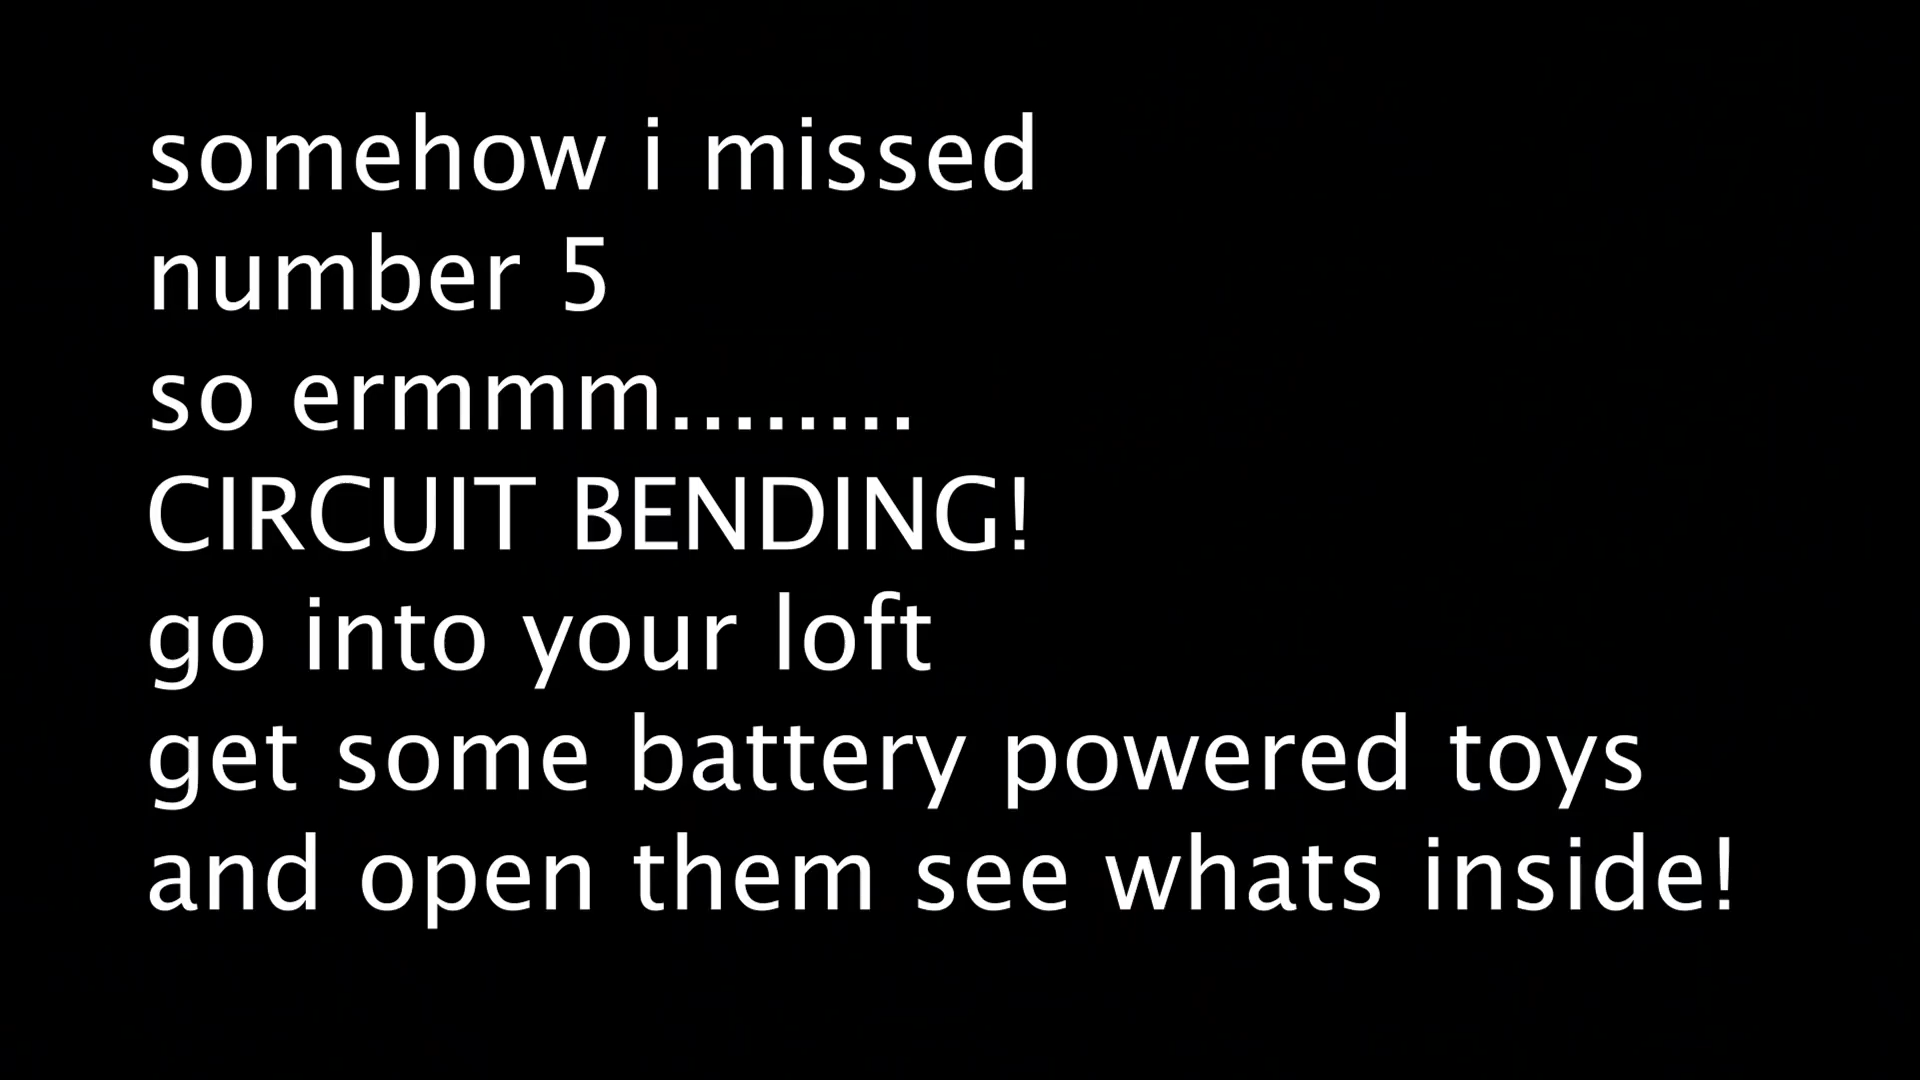 somehow i missed
number 5
so ermmm........
CIRCUIT BENDING!
go into your loft
get some battery powered toys
and open them see whats inside!